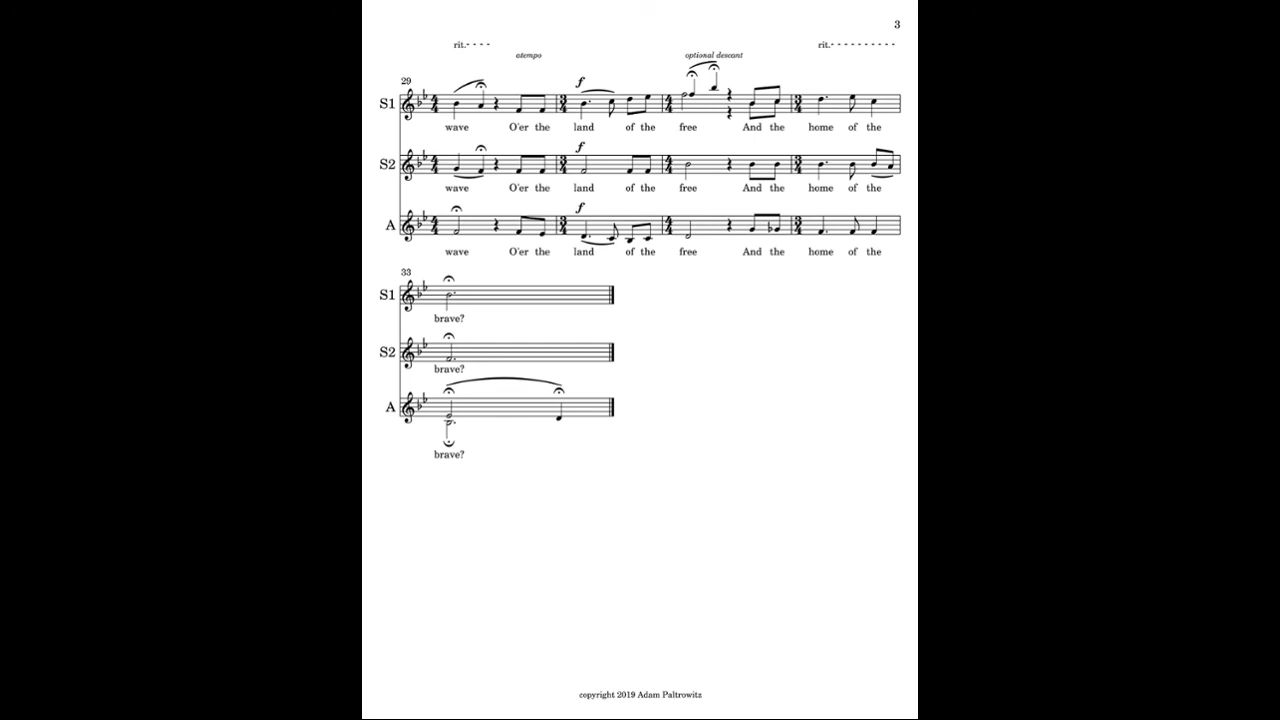 3
rit.
atempo
optional descant
rit.
29
f
S1
wave O'er the land of the free And the home of the
f
S2
wave O'er the land of the free And the home of the
f
A
wave O'er the land of the free And the home of the
33
S1
brave?
S2
brave?
A
brave?
copyright 2019 Adam Paltrowitz